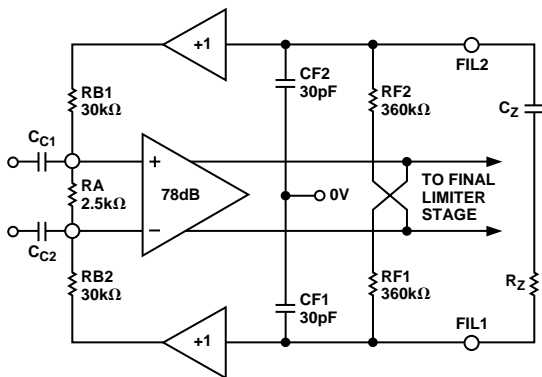 +1
CF2
30pF
RF2
360kΩ
FIL2
CZ
RB1
30kΩ
CC1
RA
2.5kΩ
+
78dB
−
0V
TO FINAL
LIMITER
STAGE
CC2
RB2
30kΩ
CF1
30pF
RF1
360kΩ
RZ
+1
FIL1